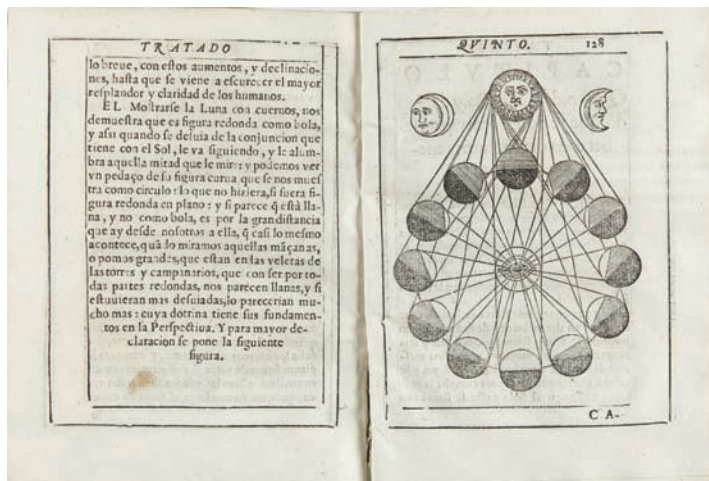 TRATADO
lo breue, con estos aumentos, y declinacio-
nes, hasta que se viene a escurecer el mayor
resplandor y claridad de los humanos.
EL Mostrarse la Luna con cuernos, nos
demuestra que es figura redonda como bola,
y assi quando se desuia de la conjuncion que
tiene con el Sol, le va siguiendo, y le alum-
bra aquella mitad que le mira: y podemos ver
vn pedaço de su figura curua que se nos mues
tra como circulo: lo que no hiziera, si fuera fi-
gura redonda en plano: y si parece q̃ està lla-
na, y no como bola, es por la gran distancia
que ay desde nosotros a ella, q̃ casi lo mesmo
acontece, quãdo miramos aquellas mãçanas,
o pomos grandes, que estan en las veletas de
las torres y campanarios, que con ser por to-
das partes redondas, nos parecen llanas, y si
estuuieran mas desuiadas, lo parecerian mu-
cho mas: cuya dotrina tiene sus fundamen-
tos en la Perspectiua. Y para mayor de-
claracion se pone la siguiente
figura.
QVINTO. 128
C A-